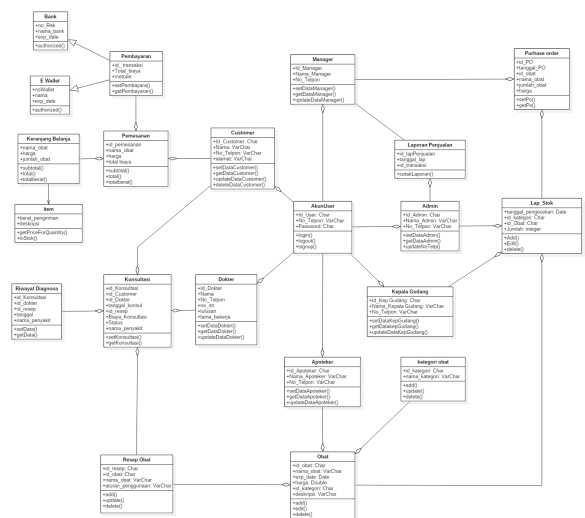 Bank
+no_Rek
+nama_bank
+exp_date
+authorized()
E Wallet
+noWallet
+nama
+exp_date
+authorized()
Pembayaran
+id_ transaksi
+Total_biaya
+metode
+setPembayara()
+getPembayaran()
Manager
+Id_Manager
+Nama_Manager
+No_Telpon
+setDataManager()
+getDataManager()
+updateDataManager()
Purhase order
+id_PO
+tanggal_PO
+id_obat
+nama_obat
+jumlah_obat
+harga
+setPo()
+getPo()
Keranjang Belanja
+nama_obat
+harga
+jumlah_obat
+subtotal()
+total()
+totalberat()
Pemesanan
+id_pemesanan
+nama_obat
+harga
+total biaya
+subtotal()
+total()
+totalberat()
Customer
+Id_Customer: Char
+Nama: VarChar
+No_Telpon: VarChar
+alamat: VarChar
+setDataCustomer()
+getDataCustomer()
+updateDataCustomer()
+deleteDataCustomer()
Laporan Penjualan
+id_lapPenjualan
+tanggal_lap
+id_transaksi
+cetakLaporan()
item
+berat_pengiriman
+deskripsi
+getPriceForQuantity()
+inStok()
AkunUser
+Id_User: Char
+No_Telpon: VarChar
+Password: Char
+login()
+logout()
+signup()
Admin
+Id_Admin: Char
+Nama_Admin: VarChar
+No_Telpon: VarChar
+setDataAdmin()
+getDataAdmin()
+updateNoTelp()
Lap_Stok
+tanggal_pengecekan: Date
+id_kategori: Char
+id_Obat: Char
+Jumlah: integer
+Add()
+Edit()
+delete()
Riwayat Diagnosa
+id_Konsultasi
+id_dokter
+id_resep
+tanggal
+nama_penyakit
+setData()
+getData()
Konsultasi
+id_Konsultasi
+id_Customer
+id_Dokter
+tanggal_konsul
+id_resep
+Biaya_Konsultasi
+Status
+nama_penyakit
+setKonsultasi()
+getKonsultasi()
Dokter
+Id_Dokter
+Nama
+No_Telpon
+no_str
+lulusan
+lama_bekerja
+setDataDokter()
+getDataDokter()
+updateDataDokter()
Kepala Gudang
+Id_Kep.Gudang: Char
+Nama_Kepala.Gudang: VarChar
+No_Telpon: VarChar
+setDataKepGudang()
+getDataKepGudang()
+updateDataKepGudang()
Apoteker
+Id_Apoteker: Char
+Nama_Apoteker: VarChar
+No_Telpon: VarChar
+setDataApoteker()
+getDataApoteker()
+updateDataApoteker()
kategori obat
+id_kategori: Char
+nama_kategori: VarChar
+add()
+update()
+delete()
Resep Obat
+id_resep: Char
+id_obat: Char
+nama_obat: VarChar
+aturan_penggunaan: VarChar
+add()
+update()
+delete()
Obat
+id_obat: Char
+nama_obat: VarChar
+exp_date: Date
+harga: Double
+id_kategori: Char
+deskripsi: VarChar
+add()
+edit()
+delete()